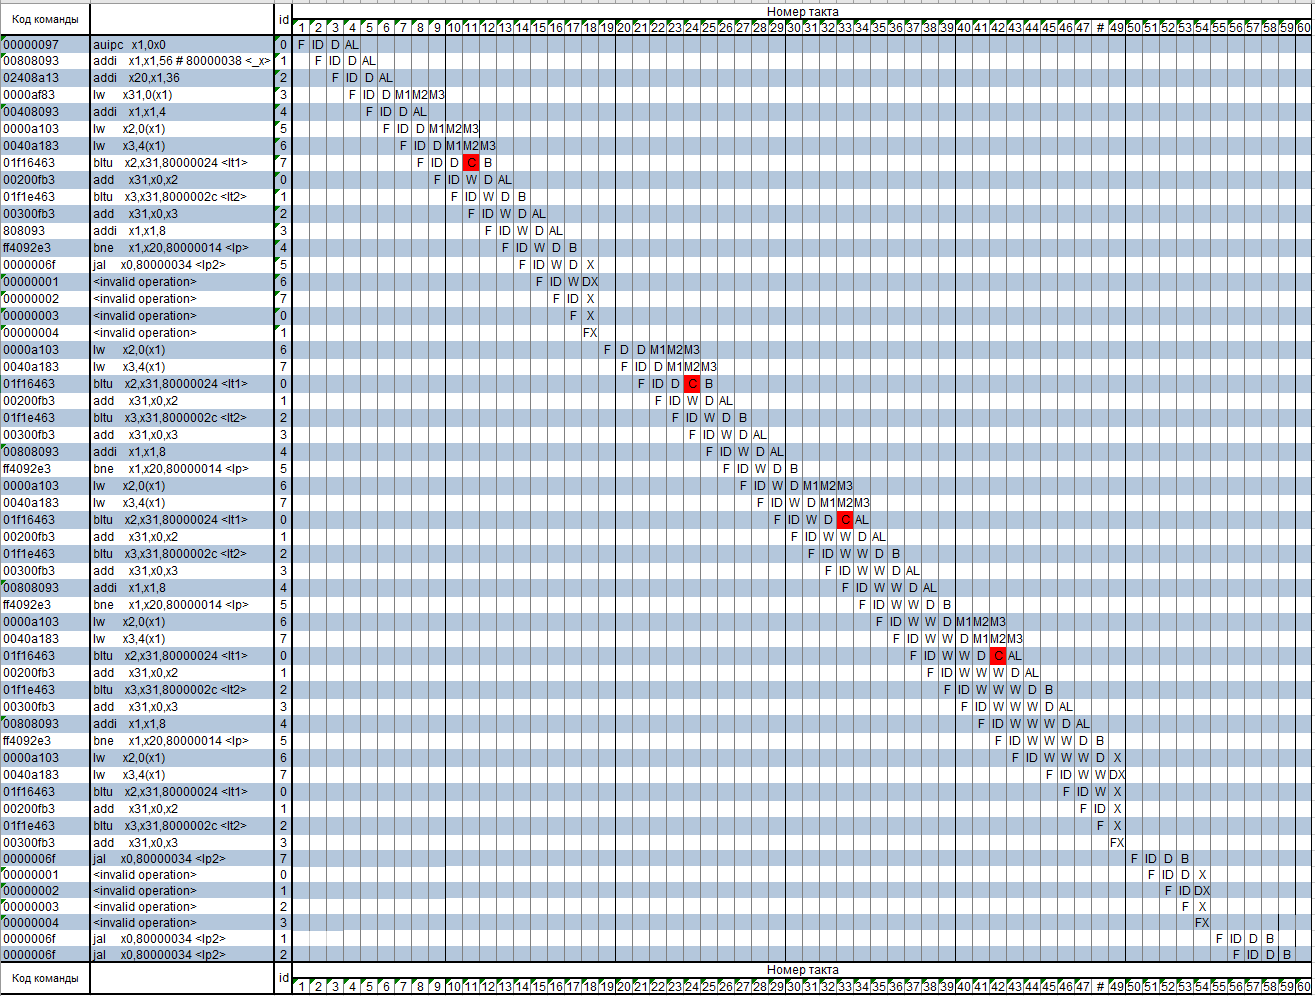 Код команды id Номер такта
1 2 3 4 5 6 7 8 9 10 11 12 13 14 15 16 17 18 19 20 21 22 23 24 25 26 27 28 29 30 31 32 33 34 35 36 37 38 39 40 41 42 43 44 45 46 47 # 49 50 51 52 53 54 55 56 57 58 59 60
00000097 auipc x1,0x0 0 F ID D AL
00808093 addi x1,x1,56 # 80000038 <_x> 1 F ID D AL
02408a13 addi x20,x1,36 2 F ID D AL
0000af83 lw x31,0(x1) 3 F ID D M1 M2 M3
00408093 addi x1,x1,4 4 F ID D AL
0000a103 lw x2,0(x1) 5 F ID D M1 M2 M3
0040a183 lw x3,4(x1) 6 F ID D M1 M2 M3
01f16463 bltu x2,x31,80000024 <lt1> 7 F ID D C B
00200fb3 add x31,x0,x2 0 F ID W D AL
01f1e463 bltu x3,x31,8000002c <lt2> 1 F ID W D B
00300fb3 add x31,x0,x3 2 F ID W D AL
808093 addi x1,x1,8 3 F ID W D AL
ff4092e3 bne x1,x20,80000014 <lp> 4 F ID W D B
0000006f jal x0,80000034 <lp2> 5 F ID W D X
00000001 <invalid operation> 6 F ID W DX
00000002 <invalid operation> 7 F ID X
00000003 <invalid operation> 0 F X
00000004 <invalid operation> 1 FX
0000a103 lw x2,0(x1) 6 F D D M1 M2 M3
0040a183 lw x3,4(x1) 7 F ID D M1 M2 M3
01f16463 bltu x2,x31,80000024 <lt1> 0 F ID D C B
00200fb3 add x31,x0,x2 1 F ID W D AL
01f1e463 bltu x3,x31,8000002c <lt2> 2 F ID W D B
00300fb3 add x31,x0,x3 3 F ID W D AL
00808093 addi x1,x1,8 4 F ID W D AL
ff4092e3 bne x1,x20,80000014 <lp> 5 F ID W D B
0000a103 lw x2,0(x1) 6 F ID W D M1 M2 M3
0040a183 lw x3,4(x1) 7 F ID W D M1 M2 M3
01f16463 bltu x2,x31,80000024 <lt1> 0 F ID W D C AL
00200fb3 add x31,x0,x2 1 F ID W W D AL
01f1e463 bltu x3,x31,8000002c <lt2> 2 F ID W W D B
00300fb3 add x31,x0,x3 3 F ID W W D AL
00808093 addi x1,x1,8 4 F ID W W D AL
ff4092e3 bne x1,x20,80000014 <lp> 5 F ID W W D B
0000a103 lw x2,0(x1) 6 F ID W W D M1 M2 M3
0040a183 lw x3,4(x1) 7 F ID W W D M1 M2 M3
01f16463 bltu x2,x31,80000024 <lt1> 0 F ID W W D C AL
00200fb3 add x31,x0,x2 1 F ID W W W D AL
01f1e463 bltu x3,x31,8000002c <lt2> 2 F ID W W W D B
00300fb3 add x31,x0,x3 3 F ID W W W D AL
00808093 addi x1,x1,8 4 F ID W W W D AL
ff4092e3 bne x1,x20,80000014 <lp> 5 F ID W W W D B
0000a103 lw x2,0(x1) 6 F ID W W W D X
0040a183 lw x3,4(x1) 7 F ID W W DX
01f16463 bltu x2,x31,80000024 <lt1> 0 F ID W X
00200fb3 add x31,x0,x2 1 F ID X
01f1e463 bltu x3,x31,8000002c <lt2> 2 F X
00300fb3 add x31,x0,x3 3 FX
0000006f jal x0,80000034 <lp2> 7 F ID D B
00000001 <invalid operation> 0 F ID D X
00000002 <invalid operation> 1 F ID DX
00000003 <invalid operation> 2 F X
00000004 <invalid operation> 3 FX
0000006f jal x0,80000034 <lp2> 1 F ID D B
0000006f jal x0,80000034 <lp2> 2 F ID D B
Код команды id Номер такта
1 2 3 4 5 6 7 8 9 10 11 12 13 14 15 16 17 18 19 20 21 22 23 24 25 26 27 28 29 30 31 32 33 34 35 36 37 38 39 40 41 42 43 44 45 46 47 # 49 50 51 52 53 54 55 56 57 58 59 60